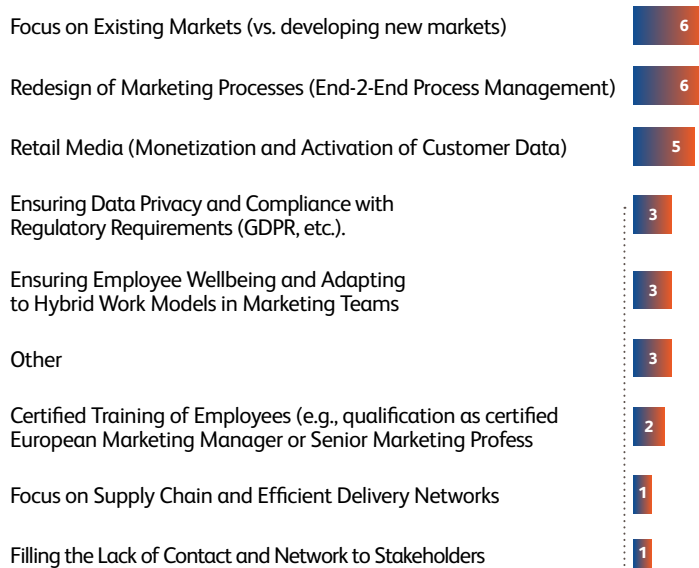 Focus on Existing Markets (vs. developing new markets) 6
Redesign of Marketing Processes (End-2-End Process Management) 6
Retail Media (Monetization and Activation of Customer Data) 5
Ensuring Data Privacy and Compliance with
Regulatory Requirements (GDPR, etc.).
3
Ensuring Employee Wellbeing and Adapting
to Hybrid Work Models in Marketing Teams
3
Other 3
Certified Training of Employees (e.g., qualification as certified
European Marketing Manager or Senior Marketing Profess
2
Focus on Supply Chain and Efficient Delivery Networks 1
Filling the Lack of Contact and Network to Stakeholders 1